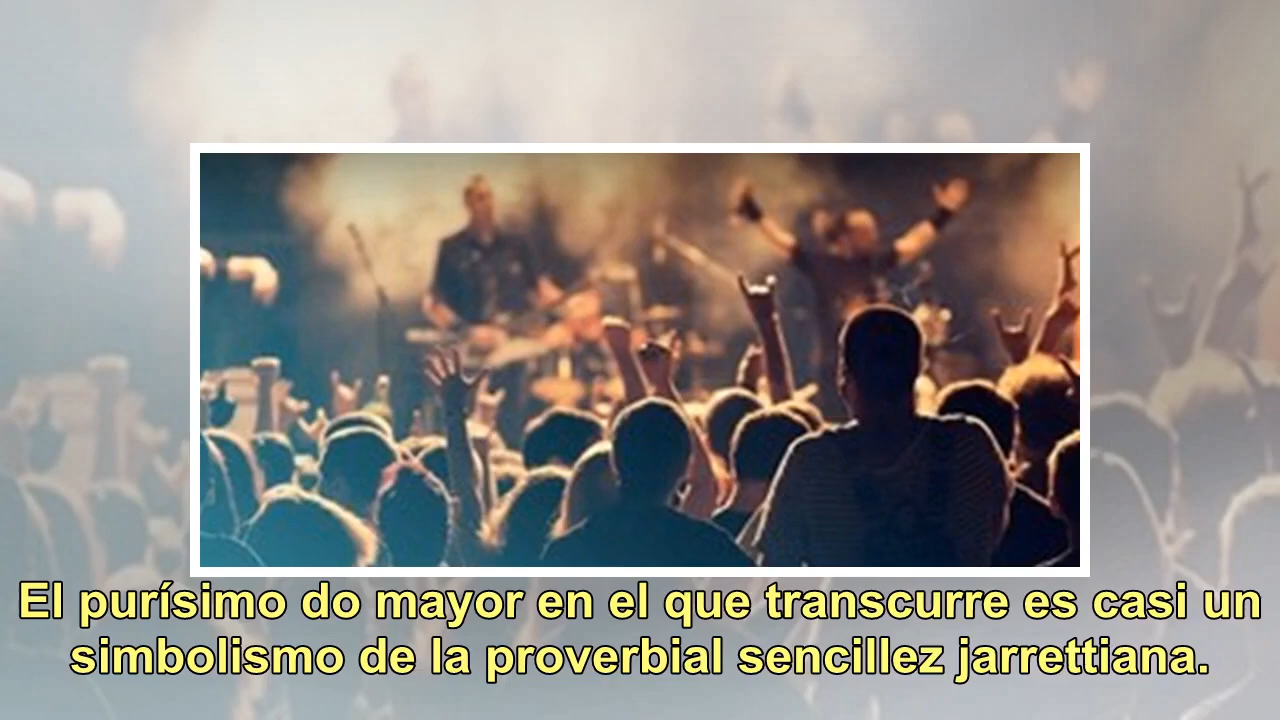 El purísimo do mayor en el que transcurre es casi un
simbolismo de la proverbial sencillez jarrettiana.